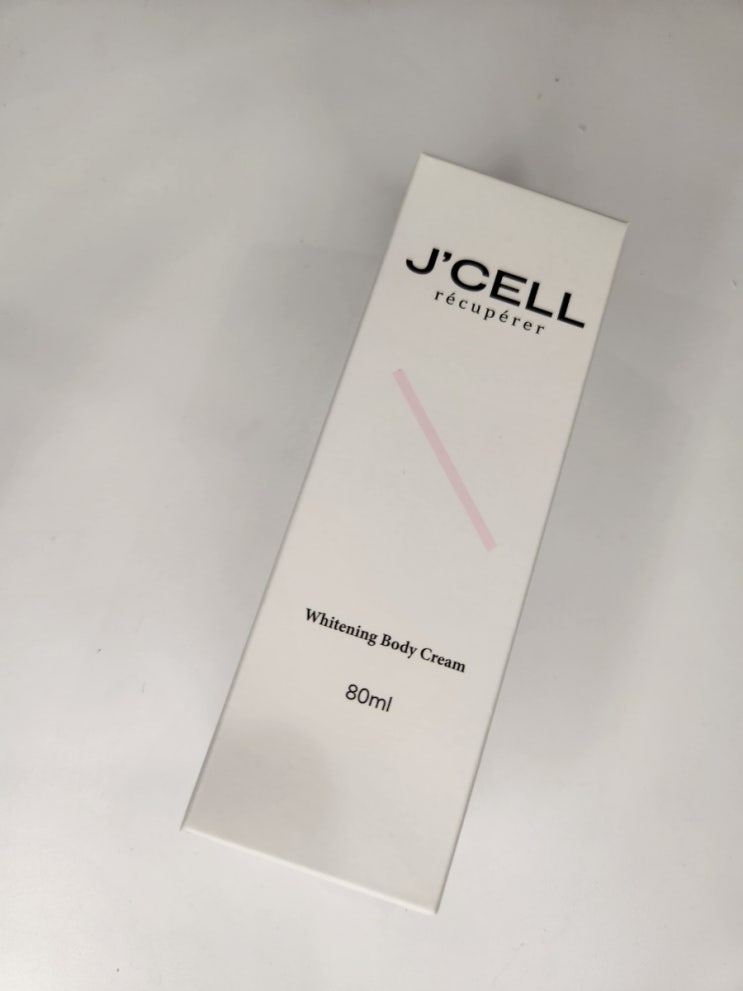 J'CELL
récupérer
Whitening Body Cream
80ml